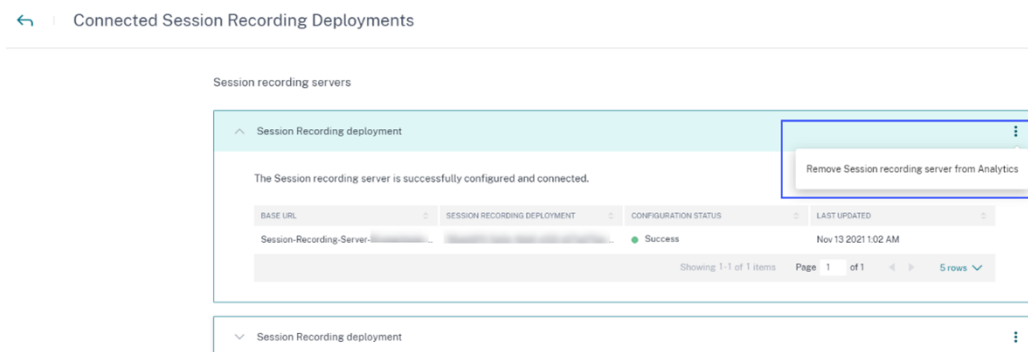 Connected Session Recording Deployments
Session recording servers
Session Recording deployment
Remove Session recording server from Analytics
The Session recording server is successfully configured and connected.
BASE URL SESSION RECORDING DEPLOYMENT CONFIGURATION STATUS LAST UPDATED
Session-Recording-Server- ... ... Success Nov 13 2021 1:02 AM
Showing 1-1 of 1 items Page 1 of 1 5 rows
Session Recording deployment